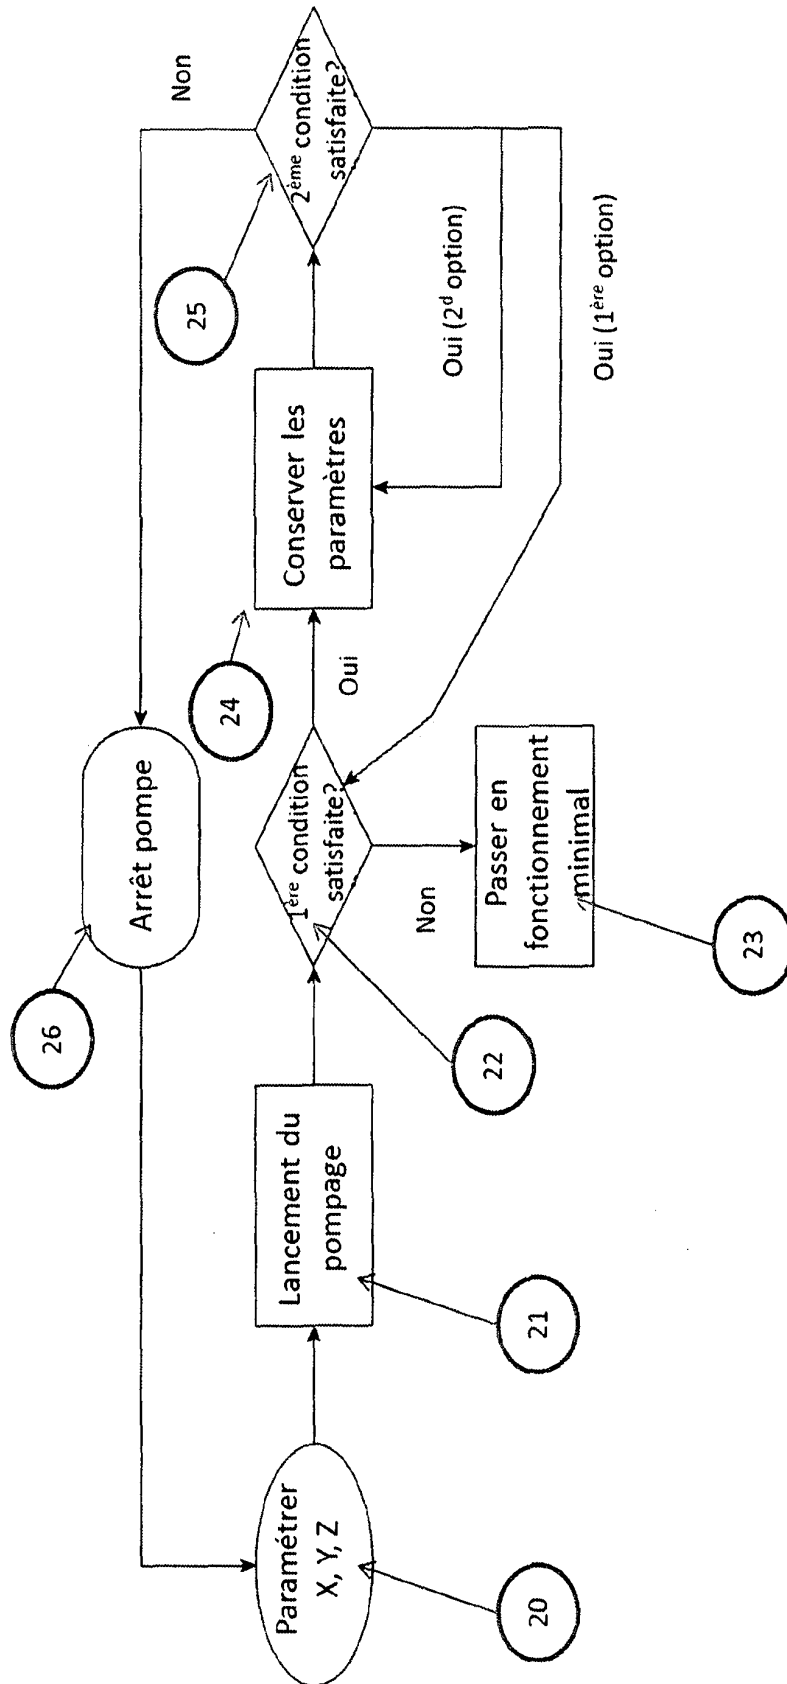 Paramétrer
X, Y, Z
20
Lancement du
pompage
21
1ère condition
satisfaite?
22
Non
Passer en
fonctionnement
minimal
23
Oui
Conserver les
paramètres
24
2ème condition
satisfaite?
25
Oui (2d option)
Oui (1ère option)
Non
Arrêt pompe
26